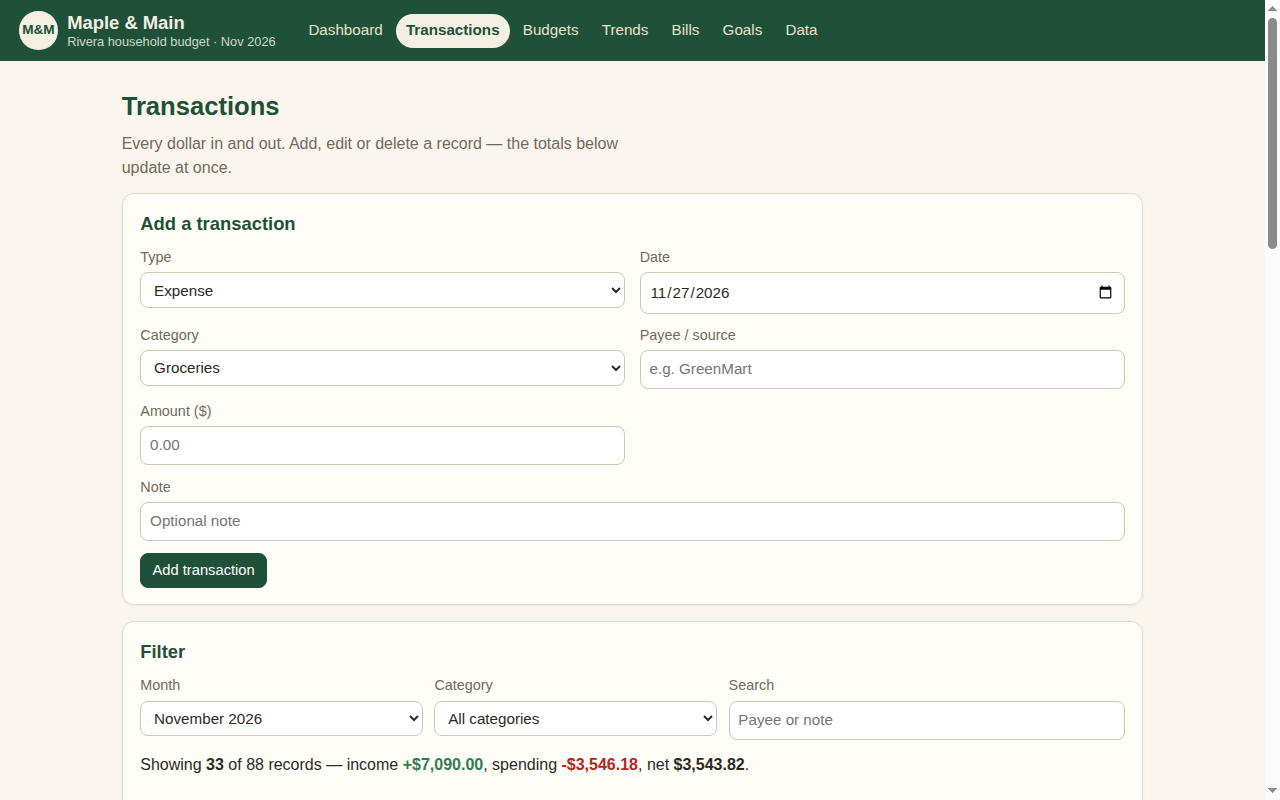 M&M
Maple & Main
Rivera household budget · Nov 2026
Dashboard Transactions Budgets Trends Bills Goals Data
Transactions
Every dollar in and out. Add, edit or delete a record — the totals below
update at once.
Add a transaction
Type Date
Expense 11/27/2026
Category Payee / source
Groceries e.g. GreenMart
Amount ($)
0.00
Note
Optional note
Add transaction
Filter
Month Category Search
November 2026 All categories Payee or note
Showing 33 of 88 records — income +$7,090.00, spending -$3,546.18, net $3,543.82.